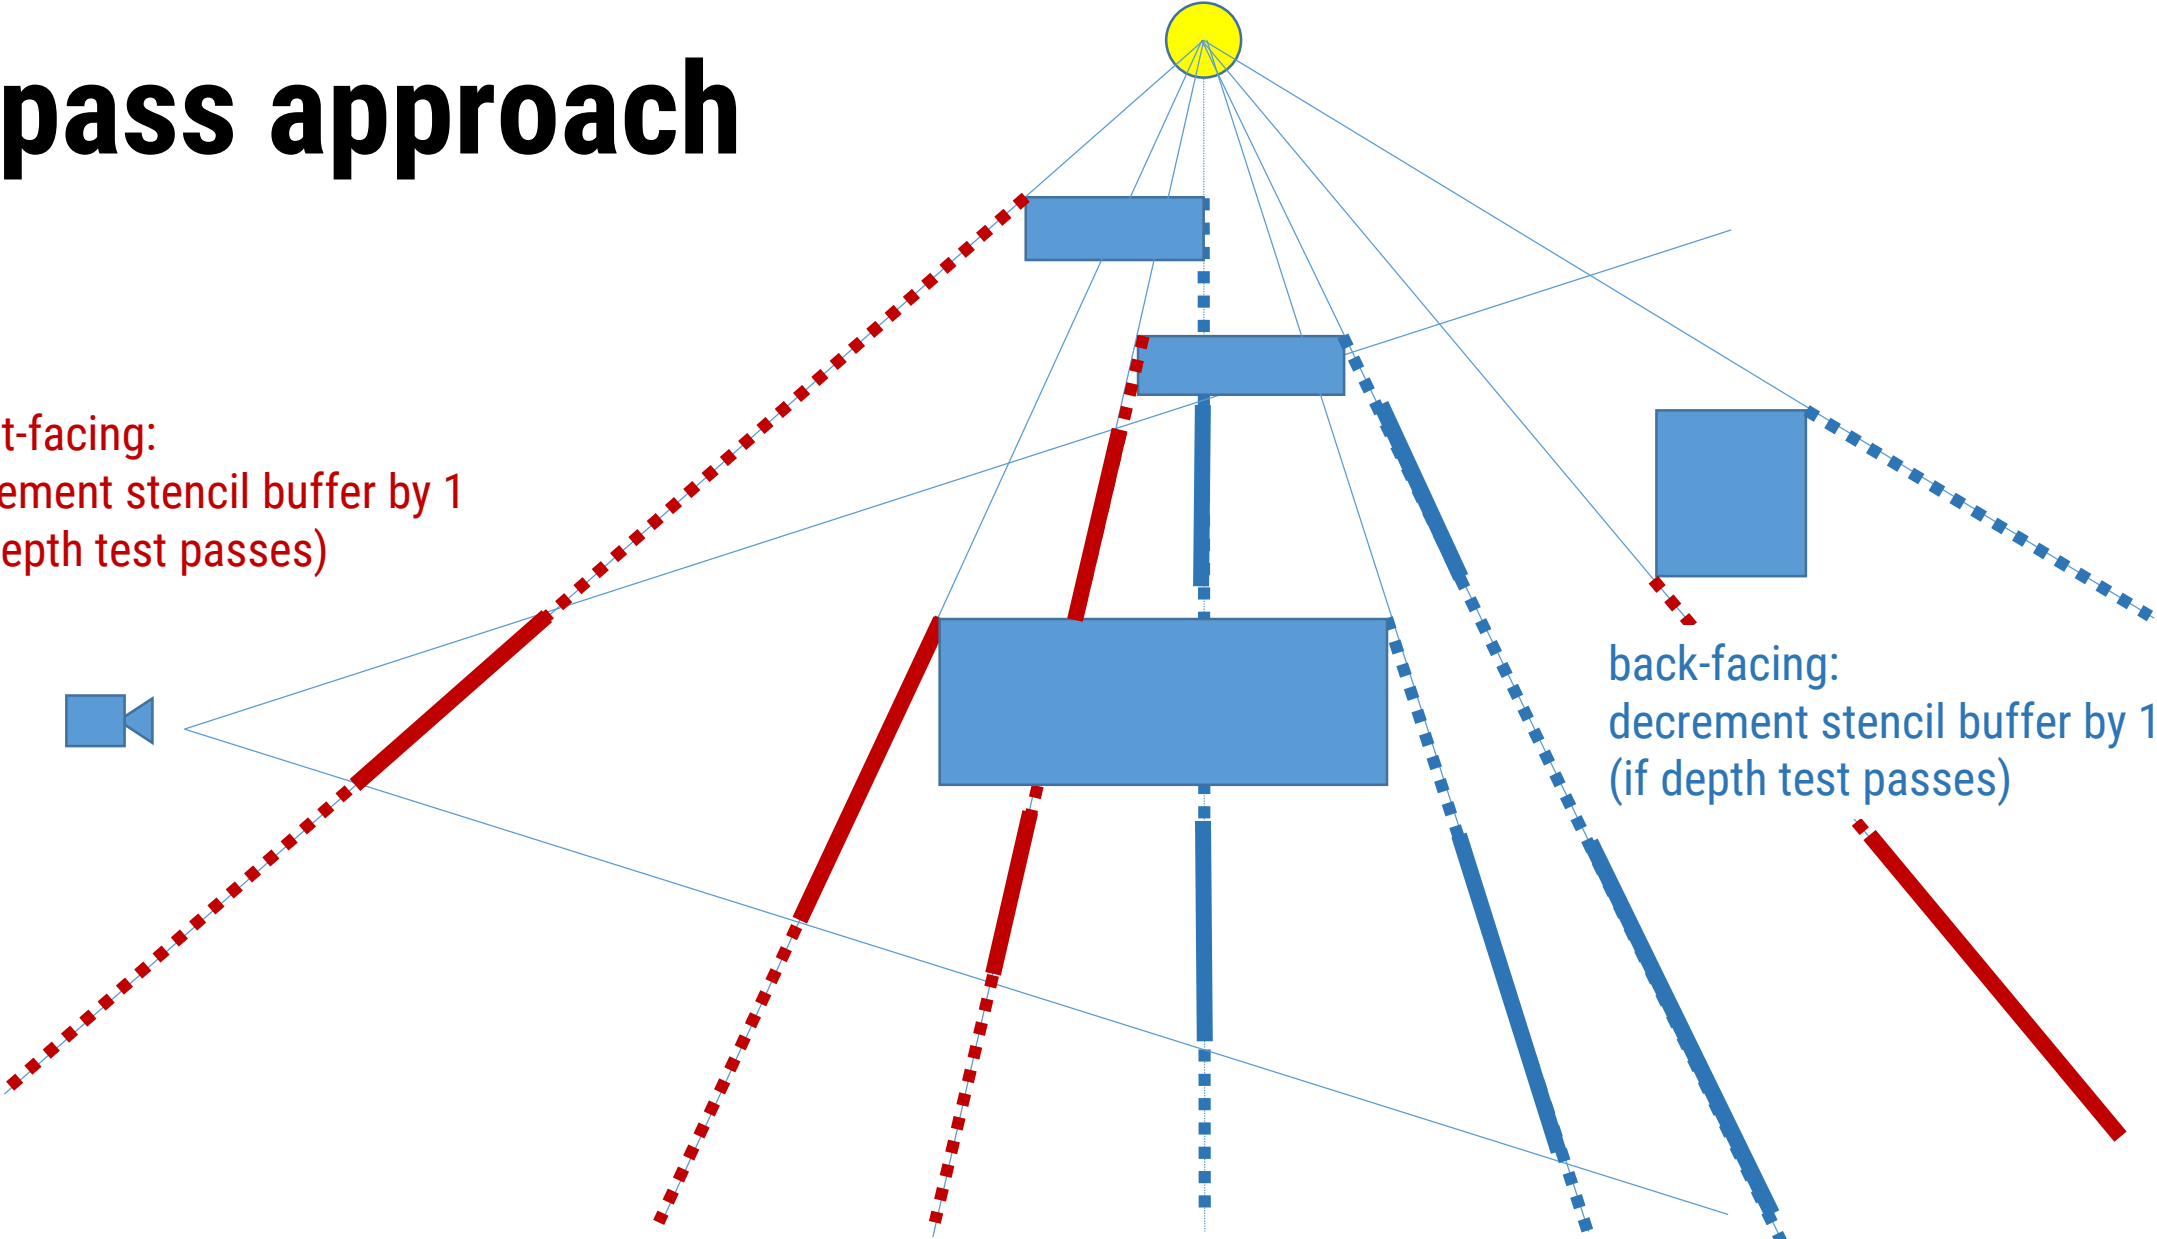 pass approach
t-facing:
ement stencil buffer by 1
epth test passes)
back-facing:
decrement stencil buffer by 1
(if depth test passes)